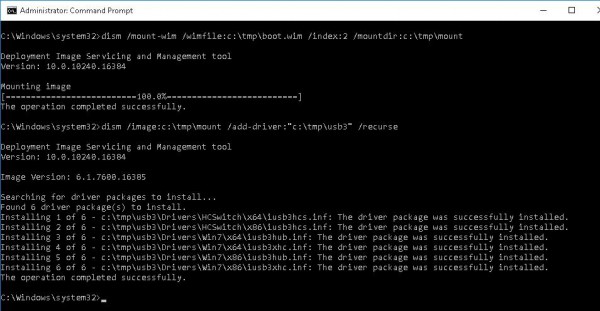 Administrator: Command Prompt
C:\Windows\system32>dism /mount-wim /wimfile:c:\tmp\boot.wim /index:2 /mountdir:c:\tmp\mount
Deployment Image Servicing and Management tool
Version: 10.0.10240.16384
Mounting image
[==========================100.0%==========================]
The operation completed successfully.
C:\Windows\system32>dism /image:c:\tmp\mount /add-driver:"c:\tmp\usb3" /recurse
Deployment Image Servicing and Management tool
Version: 10.0.10240.16384
Image Version: 6.1.7600.16385
Searching for driver packages to install...
Found 6 driver package(s) to install.
Installing 1 of 6 - c:\tmp\usb3\Drivers\HCSwitch\x64\iusb3hcs.inf: The driver package was successfully installed.
Installing 2 of 6 - c:\tmp\usb3\Drivers\HCSwitch\x86\iusb3hcs.inf: The driver package was successfully installed.
Installing 3 of 6 - c:\tmp\usb3\Drivers\Win7\x64\iusb3hub.inf: The driver package was successfully installed.
Installing 4 of 6 - c:\tmp\usb3\Drivers\Win7\x64\iusb3xhc.inf: The driver package was successfully installed.
Installing 5 of 6 - c:\tmp\usb3\Drivers\Win7\x86\iusb3hub.inf: The driver package was successfully installed.
Installing 6 of 6 - c:\tmp\usb3\Drivers\Win7\x86\iusb3xhc.inf: The driver package was successfully installed.
The operation completed successfully.
C:\Windows\system32>_